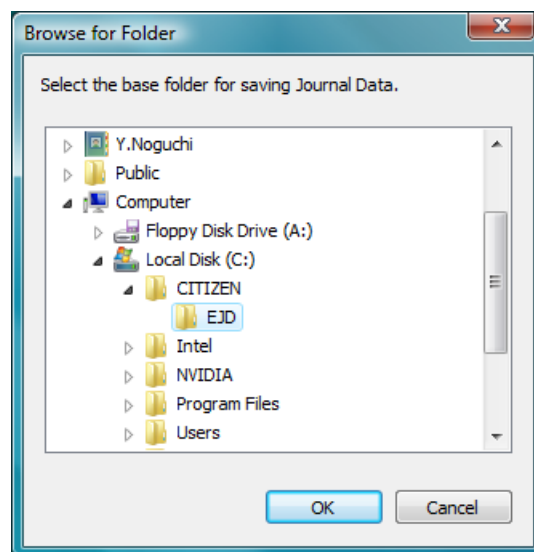 Browse for Folder
Select the base folder for saving Journal Data.
Y.Noguchi
Public
Computer
Floppy Disk Drive (A:)
Local Disk (C:)
CITIZEN
EJD
Intel
NVIDIA
Program Files
Users
OK Cancel